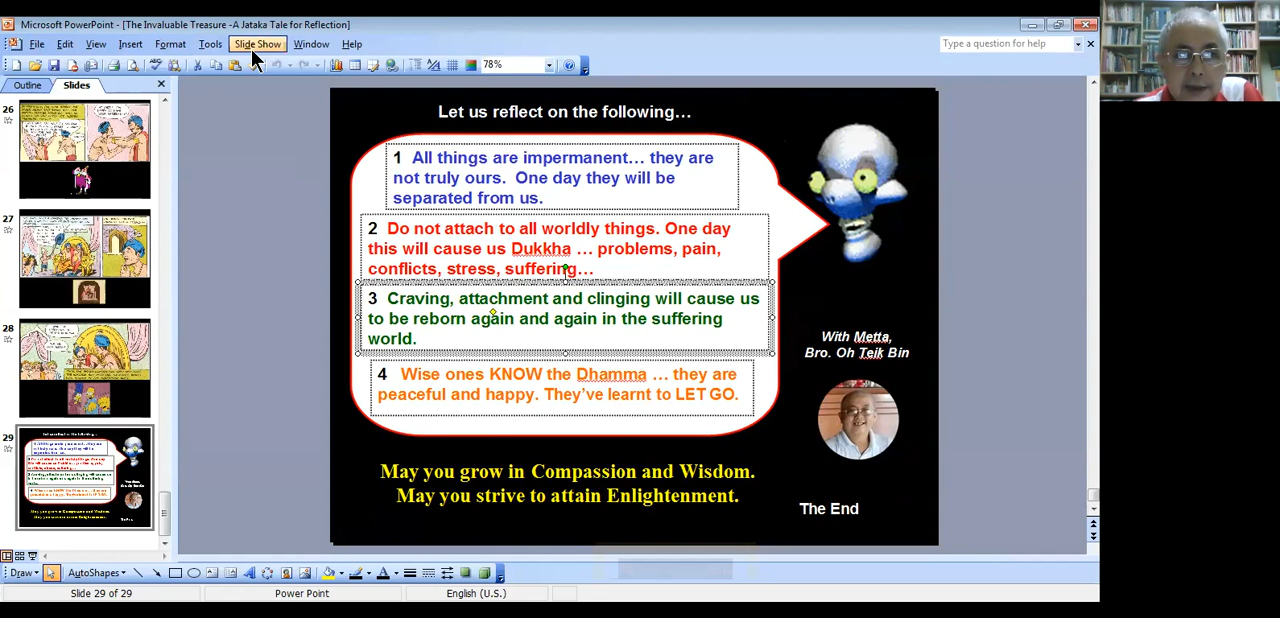 Microsoft PowerPoint - [The Invaluable Treasure -A Jataka Tale for Reflection]
File Edit View Insert Format Tools Slide Show Window Help
Type a question for help
78%
Outline Slides
26
27
28
29
Let us reflect on the following…
1 All things are impermanent… they are
not truly ours. One day they will be
separated from us.
2 Do not attach to all worldly things. One day
this will cause us Dukkha … problems, pain,
conflicts, stress, suffering…
3 Craving, attachment and clinging will cause us
to be reborn again and again in the suffering
world.
4 Wise ones KNOW the Dhamma … they are
peaceful and happy. They’ve learnt to LET GO.
With Metta,
Bro. Oh Teik Bin
May you grow in Compassion and Wisdom.
May you strive to attain Enlightenment.
The End
Draw AutoShapes
Slide 29 of 29 Power Point English (U.S.)